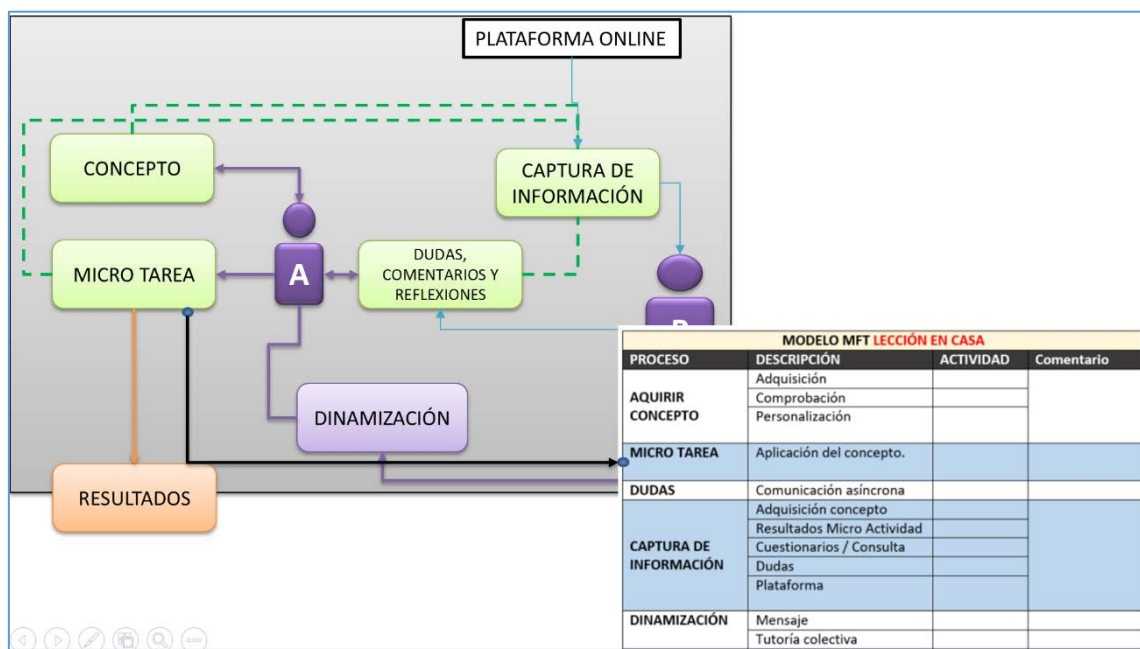 PLATAFORMA ONLINE
CONCEPTO
CAPTURA DE
INFORMACIÓN
MICRO TAREA
A
DUDAS,
COMENTARIOS Y
REFLEXIONES
DINAMIZACIÓN
RESULTADOS
MODELO MFT LECCIÓN EN CASA
PROCESO DESCRIPCIÓN ACTIVIDAD Comentario
AQUIRIR
CONCEPTO
Adquisición
Comprobación
Personalización
MICRO TAREA Aplicación del concepto.
DUDAS Comunicación asíncrona
CAPTURA DE
INFORMACIÓN
Adquisición concepto
Resultados Micro Actividad
Cuestionarios / Consulta
Dudas
Plataforma
DINAMIZACIÓN Mensaje
Tutoría colectiva